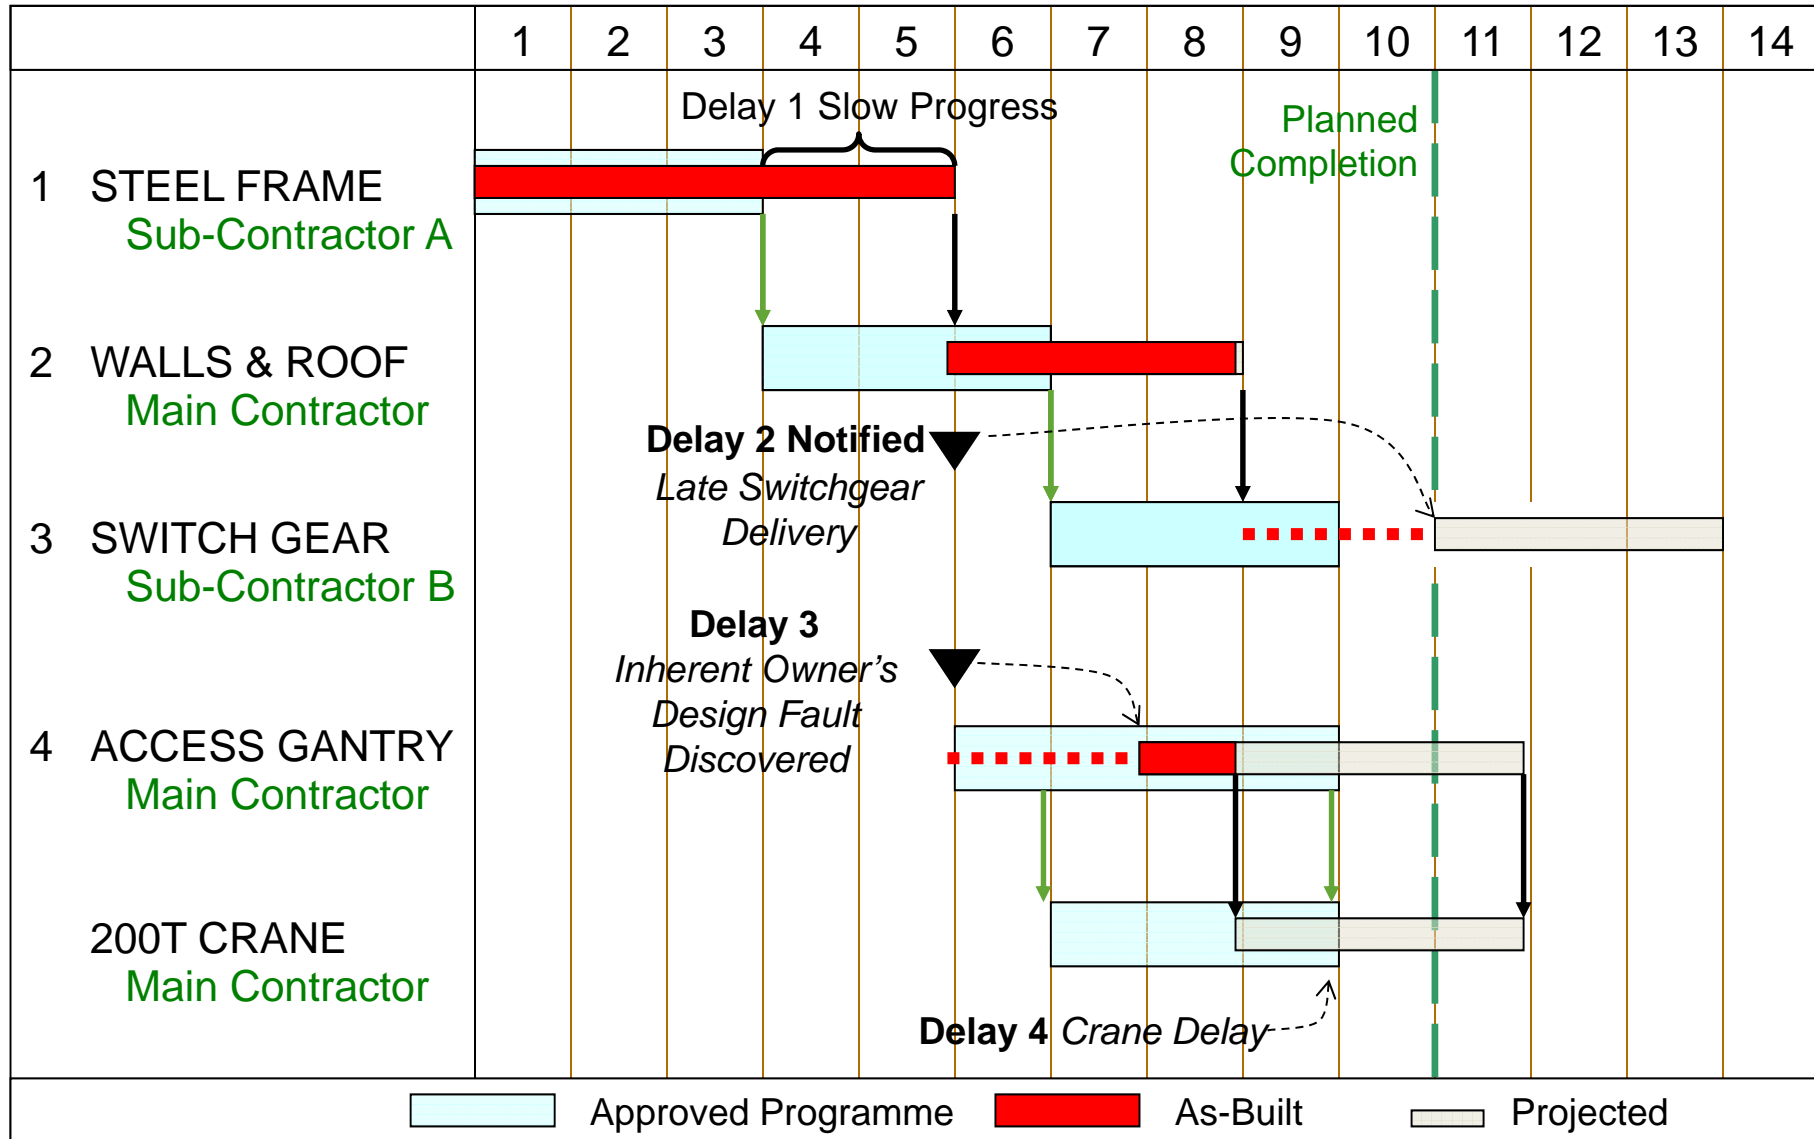 1 2 3 4 5 6 7 8 9 10 11 12 13 14
Delay 1 Slow Progress
Planned
Completion
1 STEEL FRAME
Sub-Contractor A
2 WALLS & ROOF
Main Contractor
Delay 2 Notified
Late Switchgear
Delivery
3 SWITCH GEAR
Sub-Contractor B
Delay 3
Inherent Owner’s
Design Fault
Discovered
4 ACCESS GANTRY
Main Contractor
200T CRANE
Main Contractor
Delay 4 Crane Delay
Approved Programme As-Built Projected